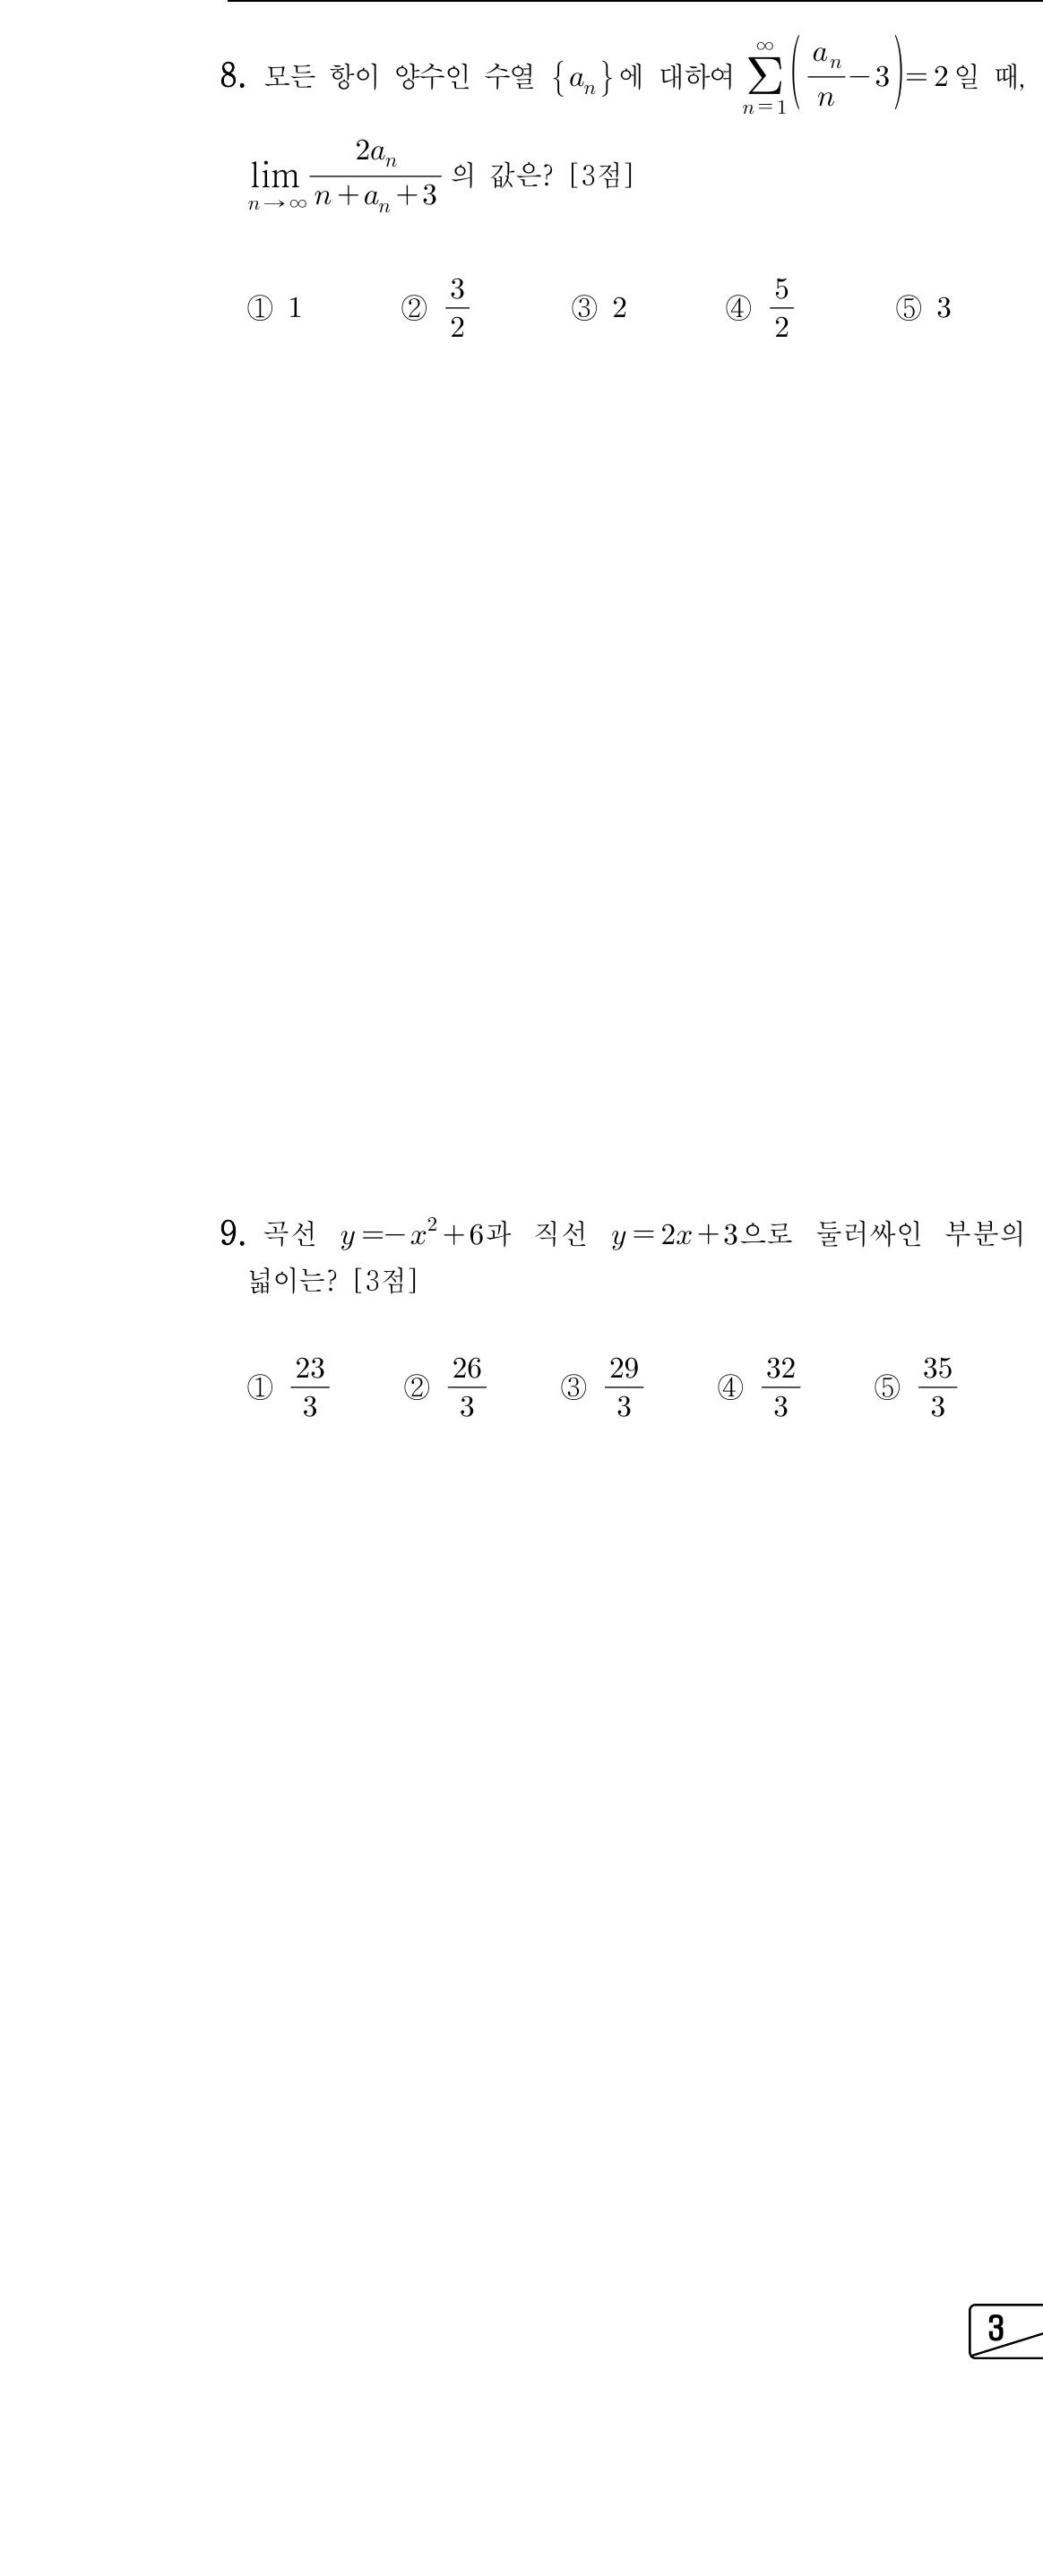 8. 모든 항이 양수인 수열 {aₙ}에 대하여 ∑_{n=1}^{∞} (aₙ/n − 3) = 2일 때,
lim_{n→∞} 2aₙ/(n+aₙ+3) 의 값은? [3점]
① 1 ② 3/2 ③ 2 ④ 5/2 ⑤ 3
9. 곡선 y=−x²+6과 직선 y=2x+3으로 둘러싸인 부분의
넓이는? [3점]
① 23/3 ② 26/3 ③ 29/3 ④ 32/3 ⑤ 35/3
3